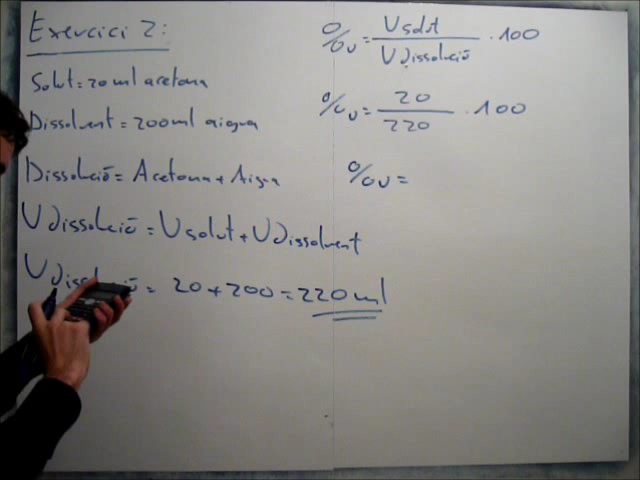 Exercici 2:
Solut = 20 ml acetona
Dissolvent = 200 ml aigua
Dissolució = Acetona + Aigua
V dissolució = V solut + V dissolvent
V dissolució = 20 + 200 = 220 ml
%v = V solut / V dissolució · 100
%v = 20 / 220 · 100
%v =